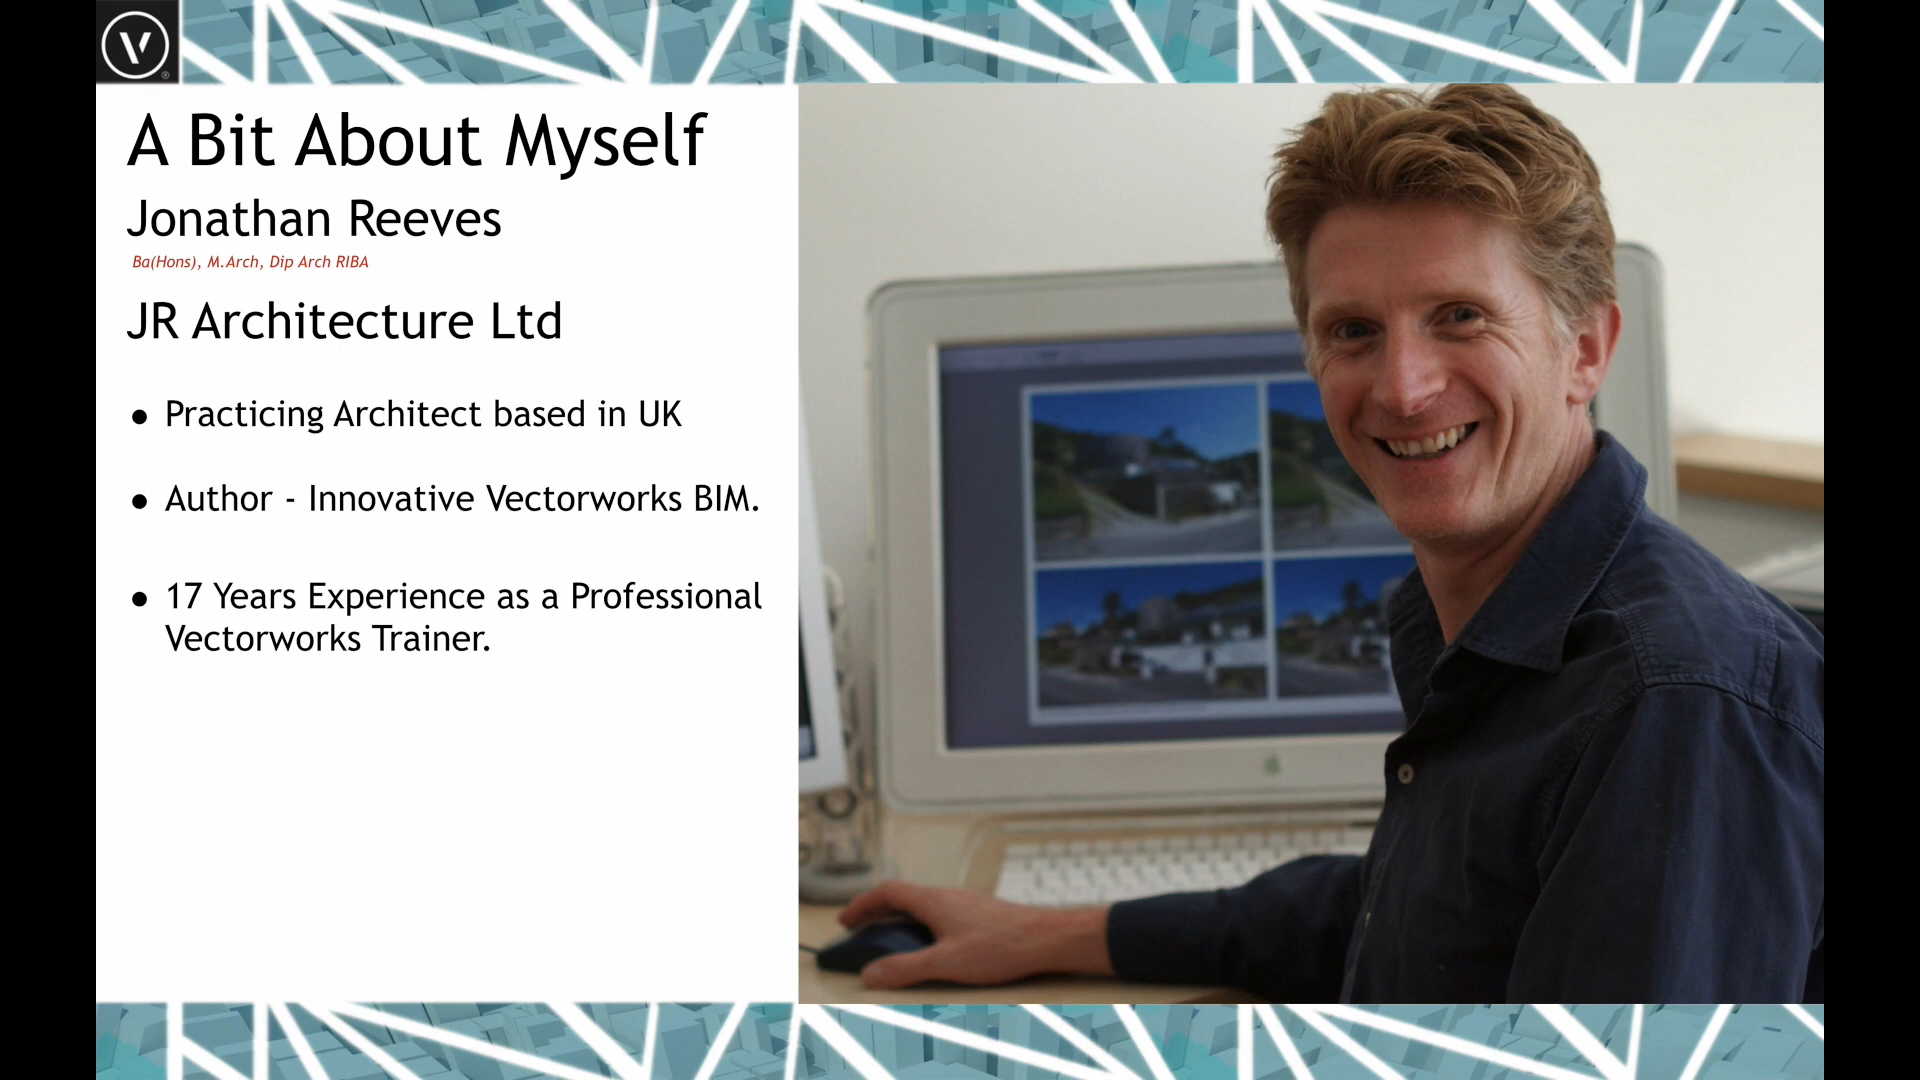 A Bit About Myself
Jonathan Reeves
Ba(Hons), M.Arch, Dip Arch RIBA
JR Architecture Ltd
● Practicing Architect based in UK
● Author - Innovative Vectorworks BIM.
● 17 Years Experience as a Professional
Vectorworks Trainer.